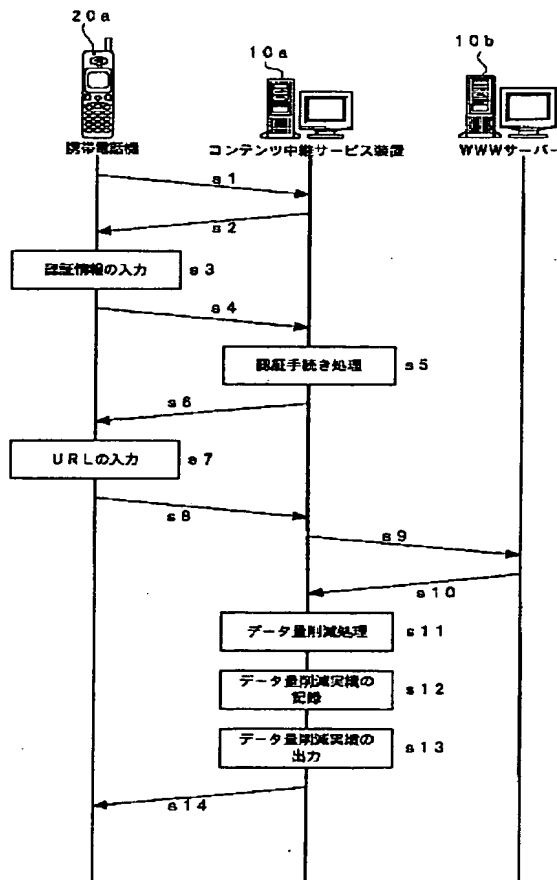 20a
10a
10b
携帯電話機
コンテンツ中継サービス装置
WWWサーバー
s1
s2
認証情報の入力
s3
s4
認証手続き処理
s5
s6
URLの入力
s7
s8
s9
s10
データ量削減処理
s11
データ量削減実績の
記録
s12
データ量削減実績の
出力
s13
s14